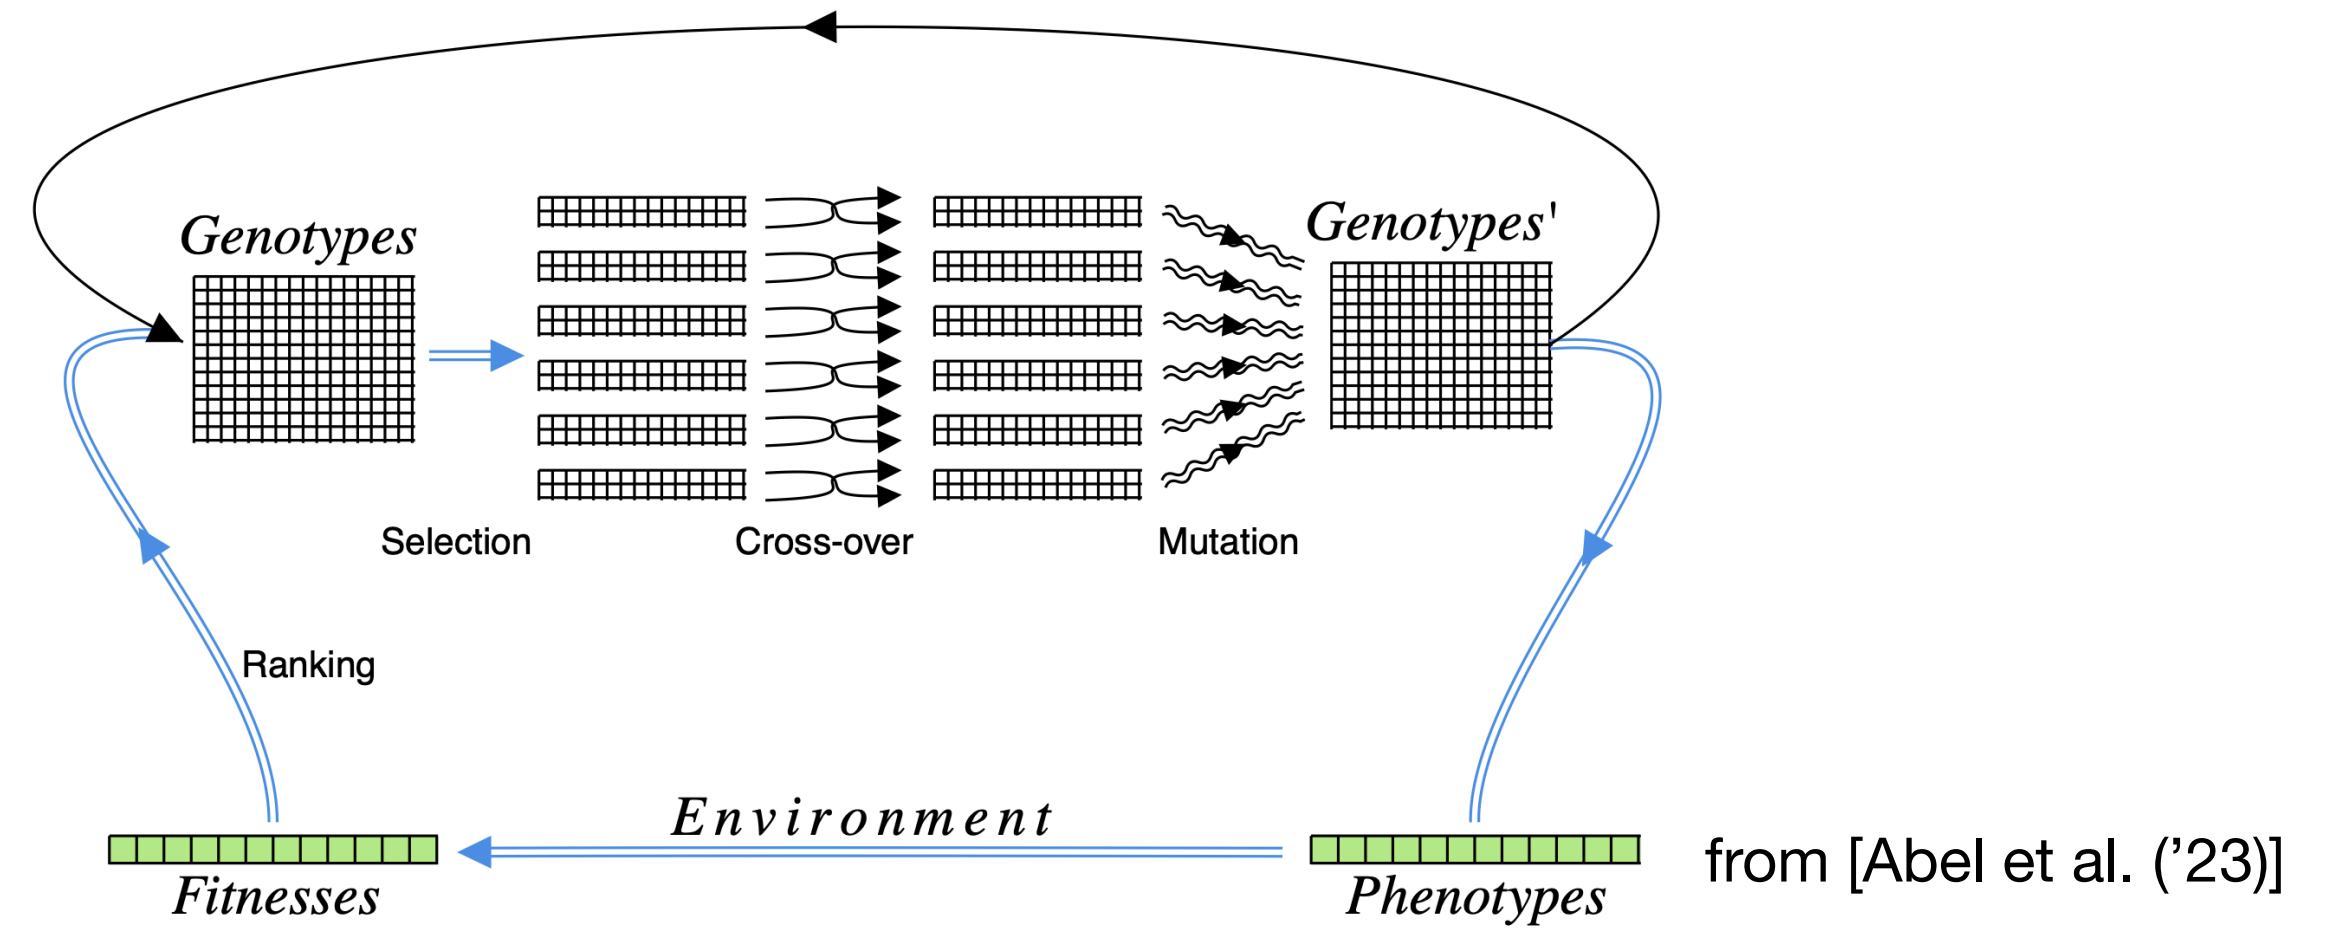 Genotypes
Genotypes'
Selection
Cross-over
Mutation
Ranking
Environment
Fitnesses
Phenotypes
from [Abel et al. (’23)]